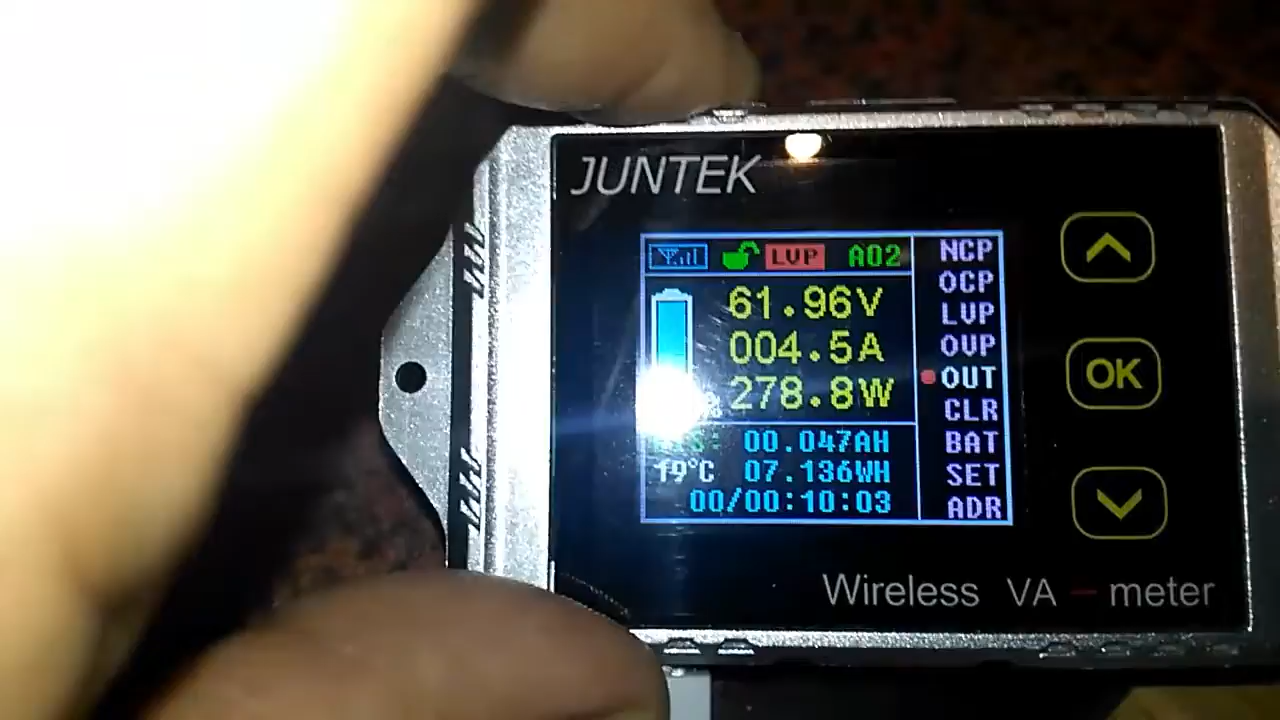 JUNTEK
LVP A02
61.96V
004.5A
278.8W
00.047AH
19°C 07.136WH
00/00:10:03
NCP
OCP
LVP
OVP
OUT
CLR
BAT
SET
ADR
OK
Wireless VA-meter